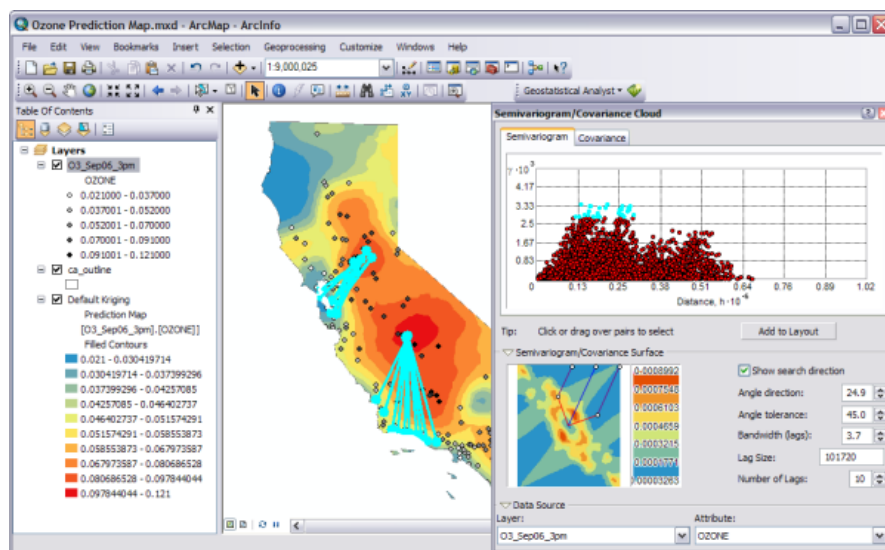 Ozone Prediction Map.mxd - ArcMap - ArcInfo
File Edit View Bookmarks Insert Selection Geoprocessing Customize Windows Help
1:9,000,025
Geostatistical Analyst
Table Of Contents
Layers
O3_Sep06_3pm
OZONE
0.021000 - 0.037000
0.037001 - 0.052000
0.052001 - 0.070000
0.070001 - 0.091000
0.091001 - 0.121000
ca_outline
Default Kriging
Prediction Map
[O3_Sep06_3pm].[OZONE]]
Filled Contours
0.021 - 0.030419714
0.030419714 - 0.037399296
0.037399296 - 0.04257085
0.04257085 - 0.046402737
0.046402737 - 0.051574291
0.051574291 - 0.058553873
0.058553873 - 0.067973587
0.067973587 - 0.080686528
0.080686528 - 0.097844044
0.097844044 - 0.121
Semivariogram/Covariance Cloud
Semivariogram Covariance
4.17
3.33
2.5
1.67
0.83
0 0.13 0.25 0.38 0.51 0.64 0.76 0.89 1.02
Tip: Click or drag over pairs to select Add to Layout
Semivariogram/Covariance Surface
Show search direction
Angle direction: 24.9
Angle tolerance: 45.0
Bandwidth (lags): 3.7
Lag Size: 101720
Number of Lags: 10
Data Source
Layer: Attribute:
O3_Sep06_3pm OZONE